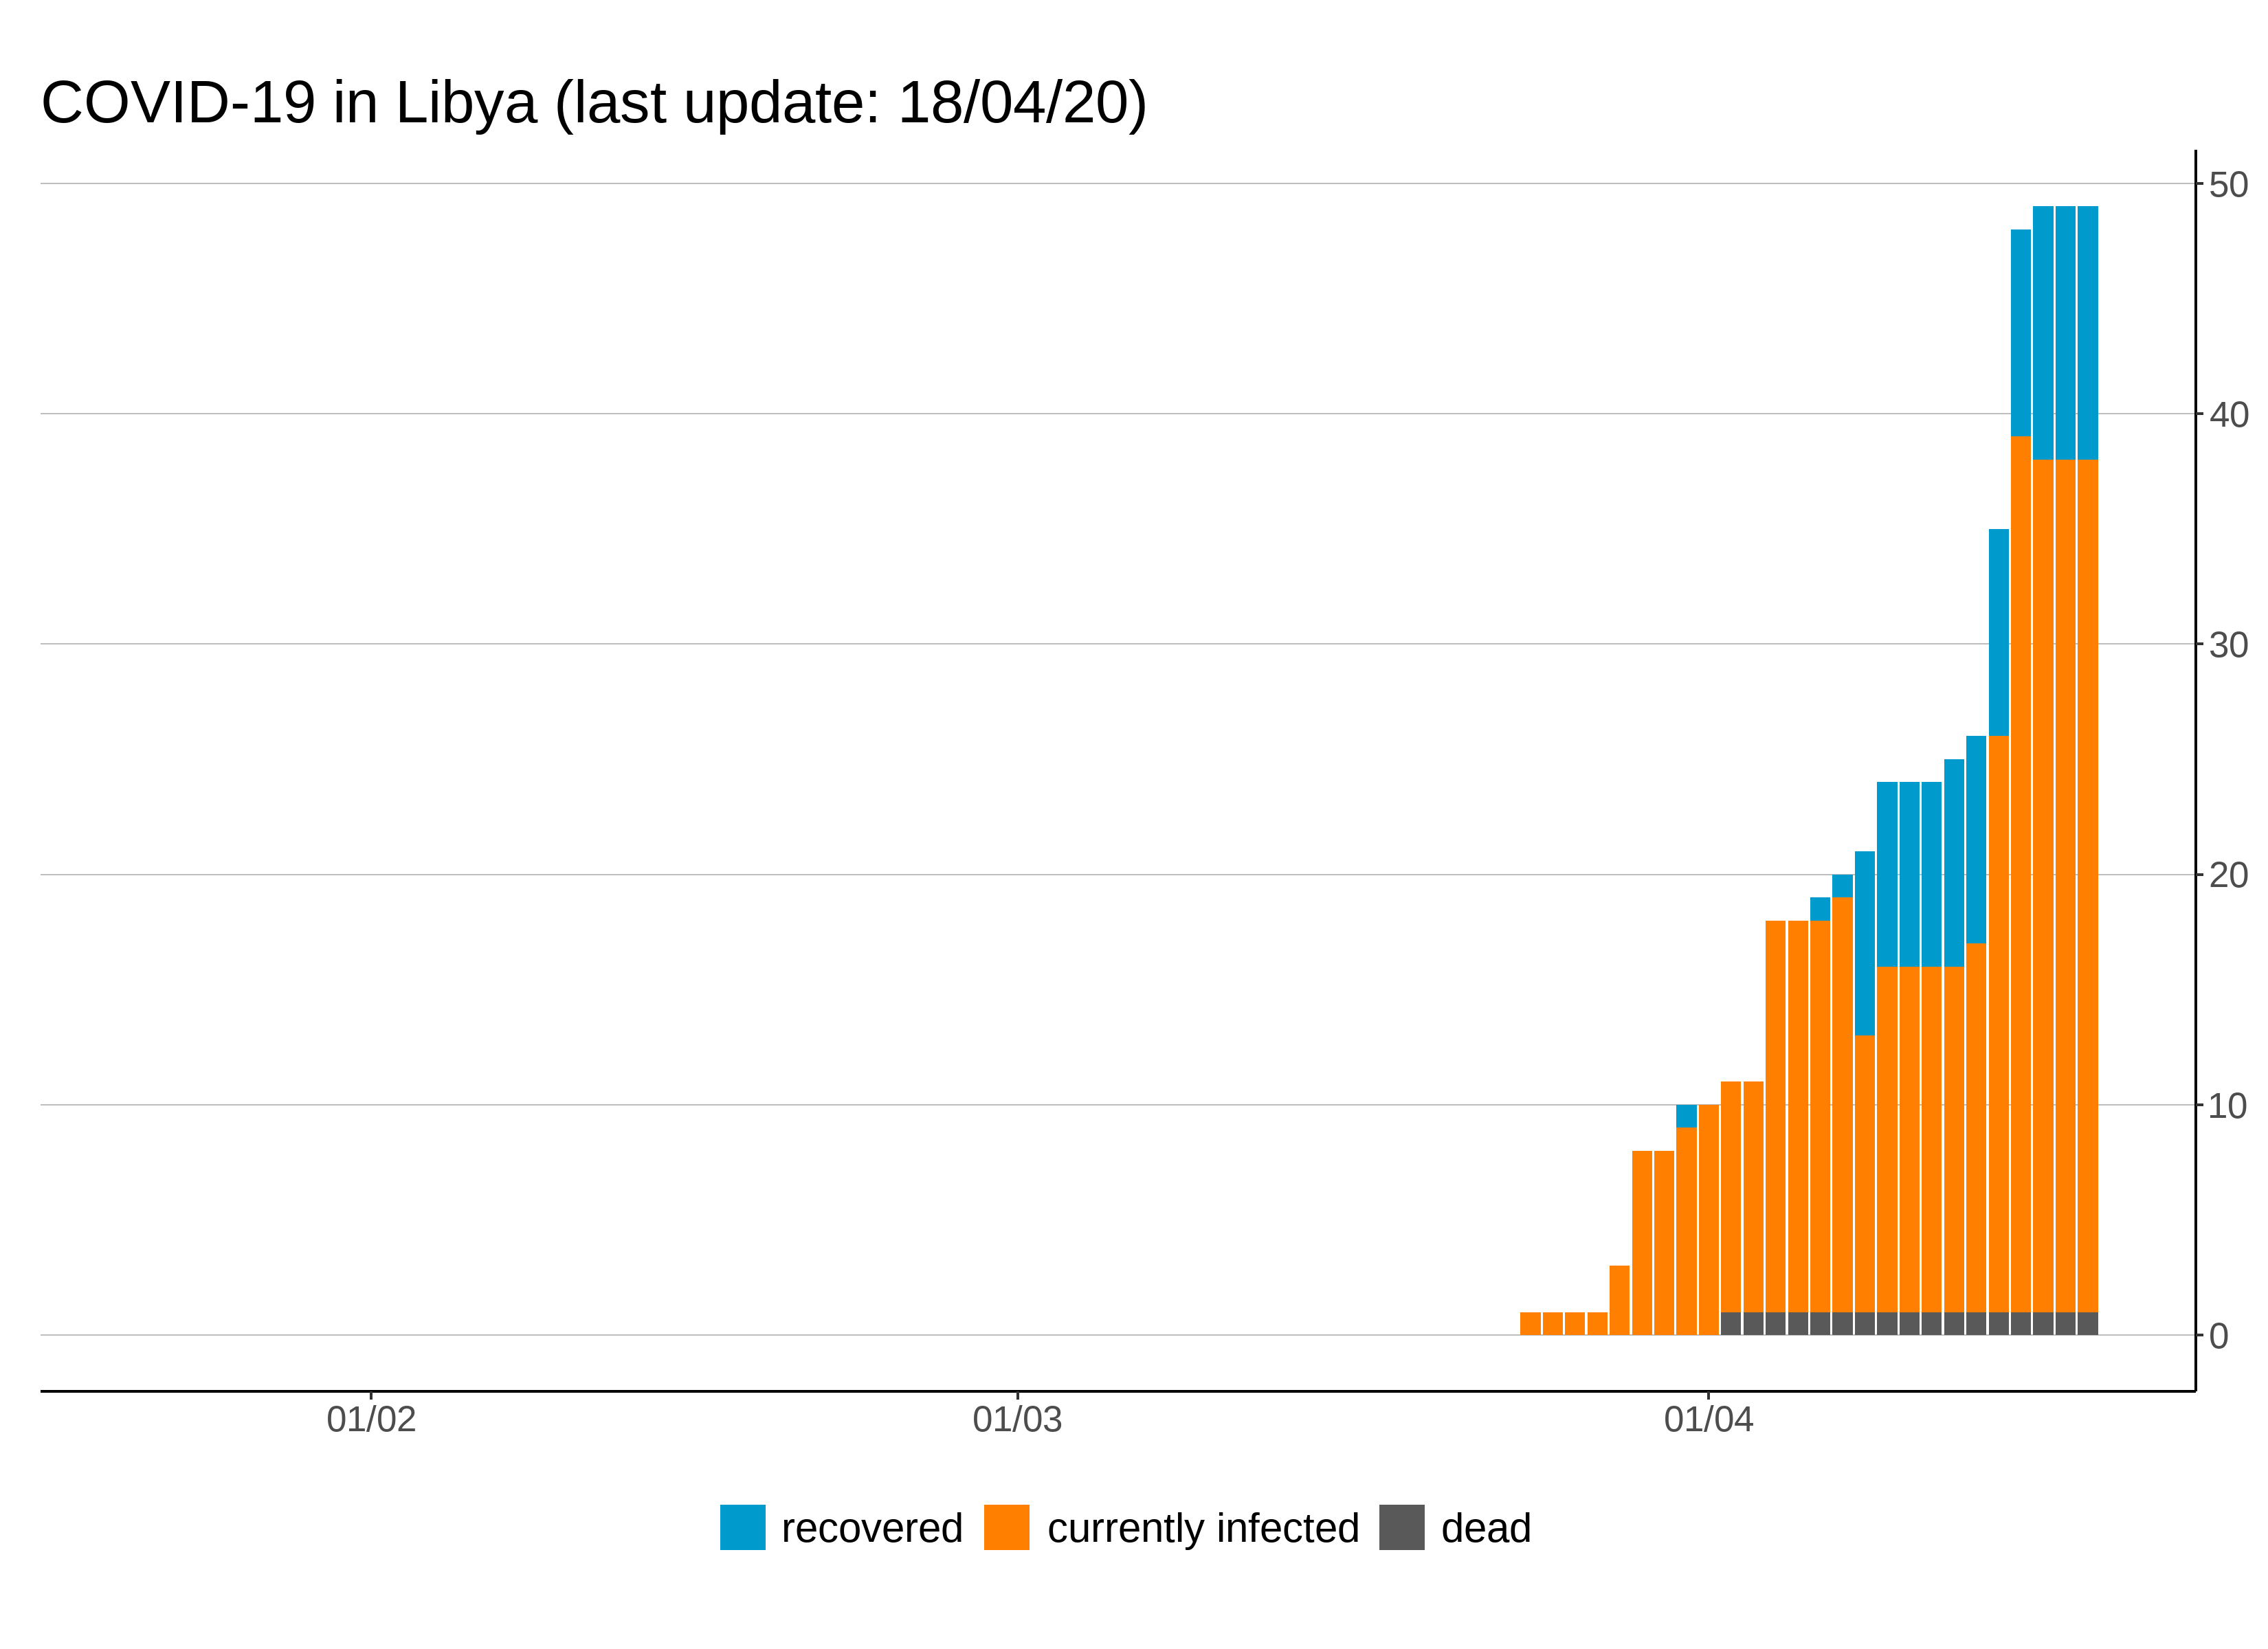 COVID-19 in Libya (last update: 18/04/20)
50
40
30
20
10
0
01/02 01/03 01/04
recovered currently infected dead